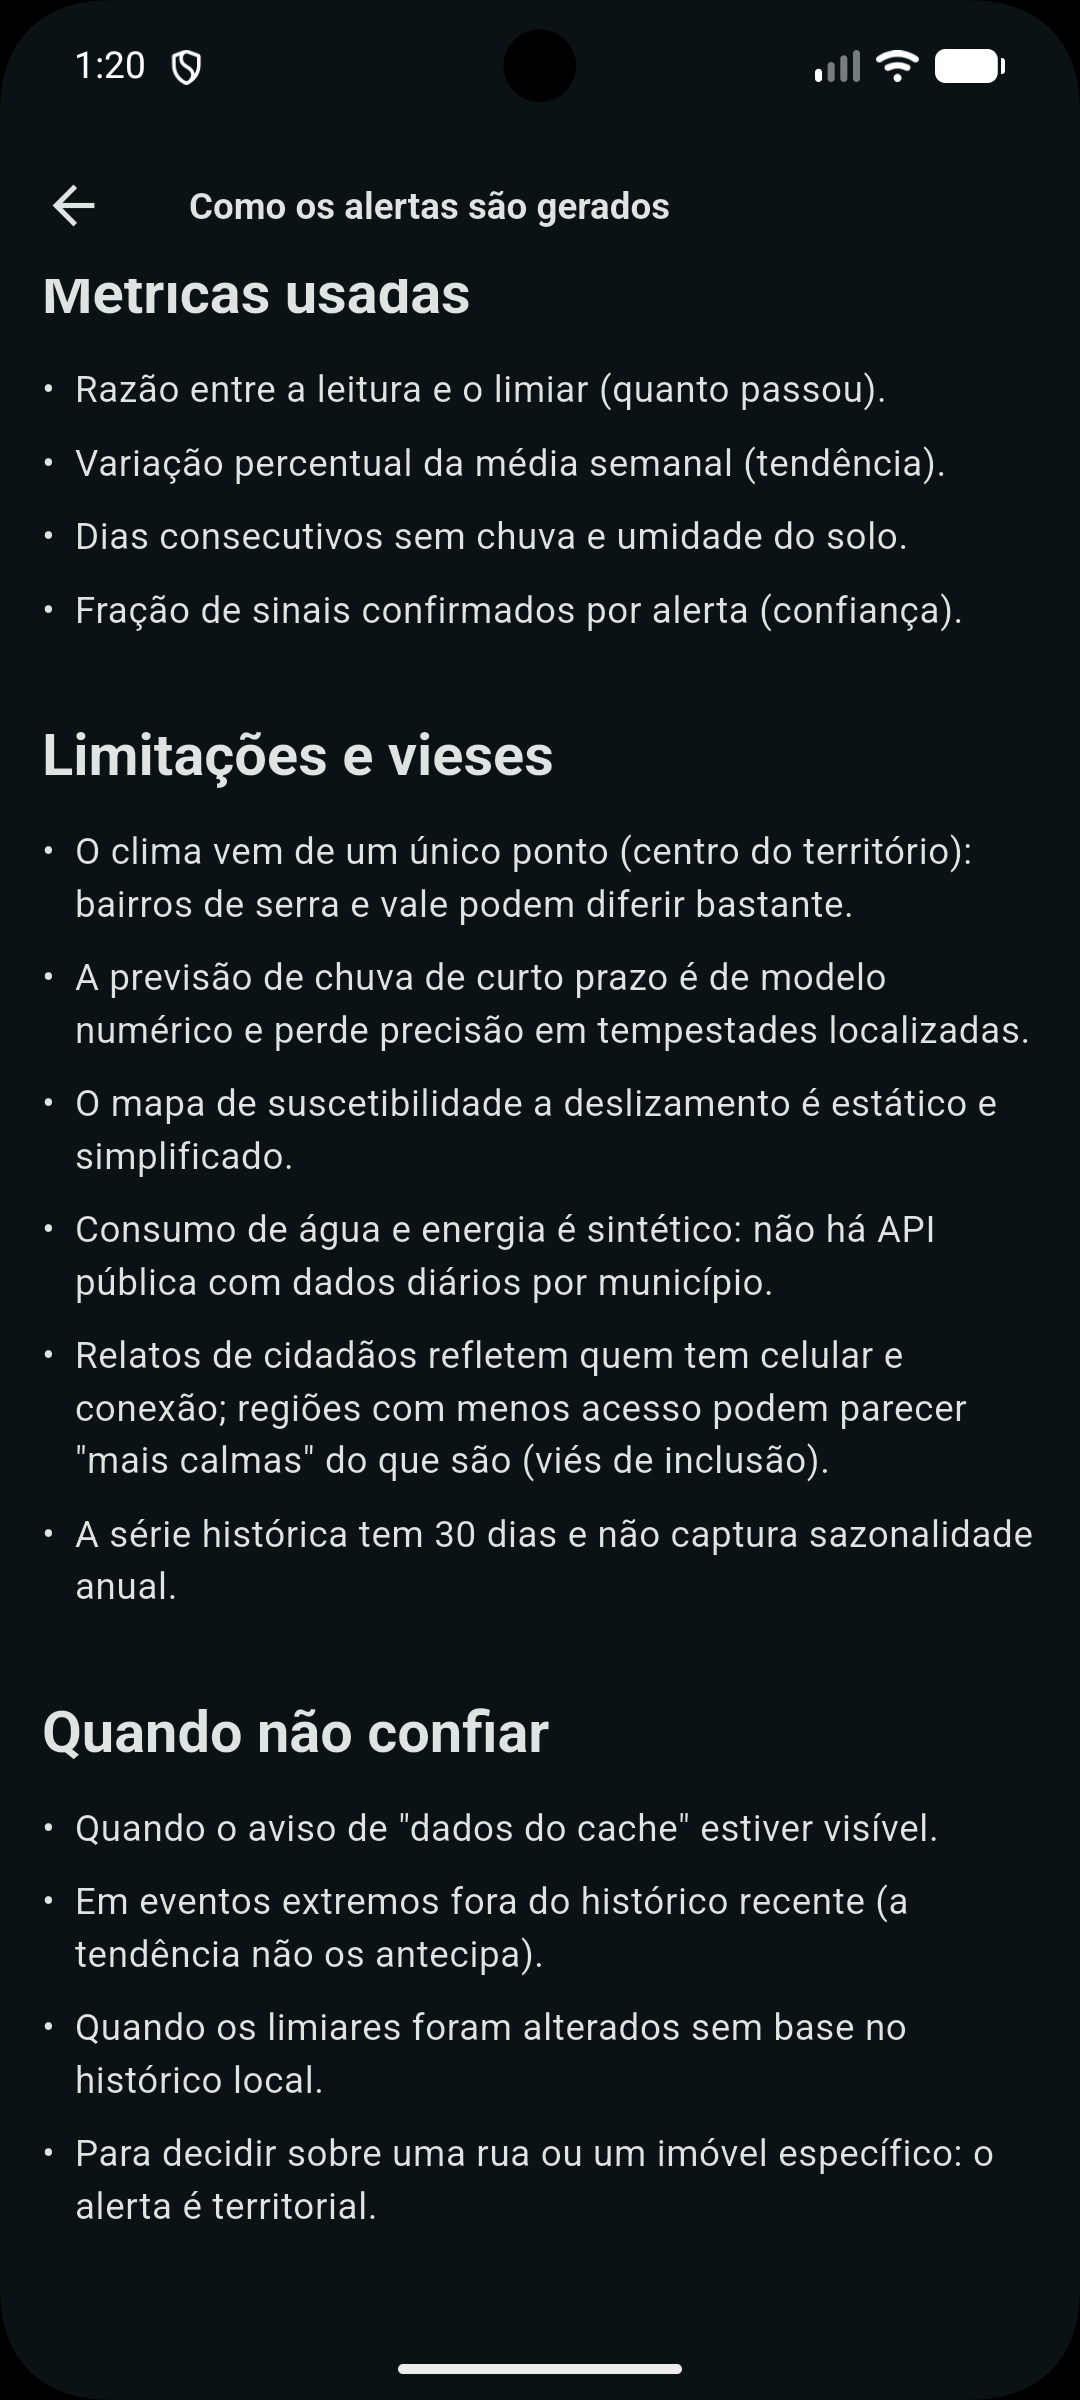 1:20
Como os alertas são gerados
Métricas usadas
• Razão entre a leitura e o limiar (quanto passou).
• Variação percentual da média semanal (tendência).
• Dias consecutivos sem chuva e umidade do solo.
• Fração de sinais confirmados por alerta (confiança).
Limitações e vieses
• O clima vem de um único ponto (centro do território):
bairros de serra e vale podem diferir bastante.
• A previsão de chuva de curto prazo é de modelo
numérico e perde precisão em tempestades localizadas.
• O mapa de suscetibilidade a deslizamento é estático e
simplificado.
• Consumo de água e energia é sintético: não há API
pública com dados diários por município.
• Relatos de cidadãos refletem quem tem celular e
conexão; regiões com menos acesso podem parecer
"mais calmas" do que são (viés de inclusão).
• A série histórica tem 30 dias e não captura sazonalidade
anual.
Quando não confiar
• Quando o aviso de "dados do cache" estiver visível.
• Em eventos extremos fora do histórico recente (a
tendência não os antecipa).
• Quando os limiares foram alterados sem base no
histórico local.
• Para decidir sobre uma rua ou um imóvel específico: o
alerta é territorial.